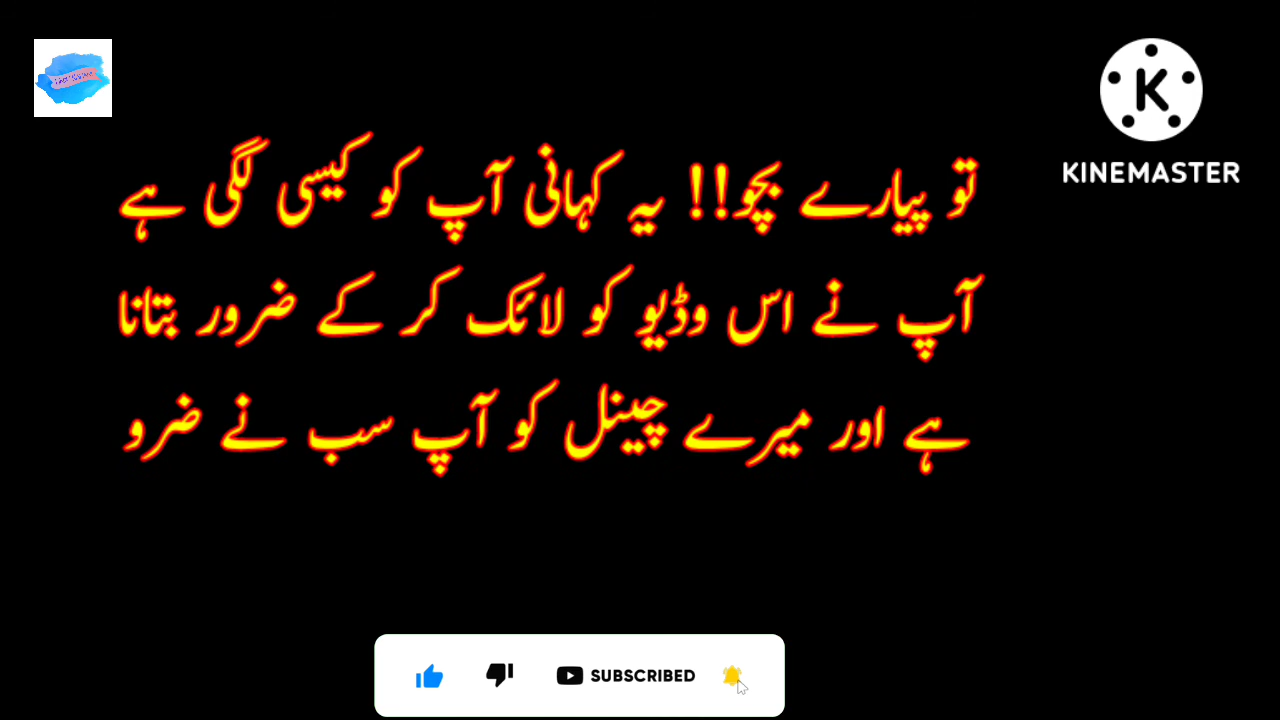 KINEMASTER
تو پیارے بچو!! یہ کہانی آپ کو کیسی لگی ہے
آپ نے اس وڈیو کو لائک کر کے ضرور بتانا
ہے اور میرے چینل کو آپ سب نے ضرو
SUBSCRIBED